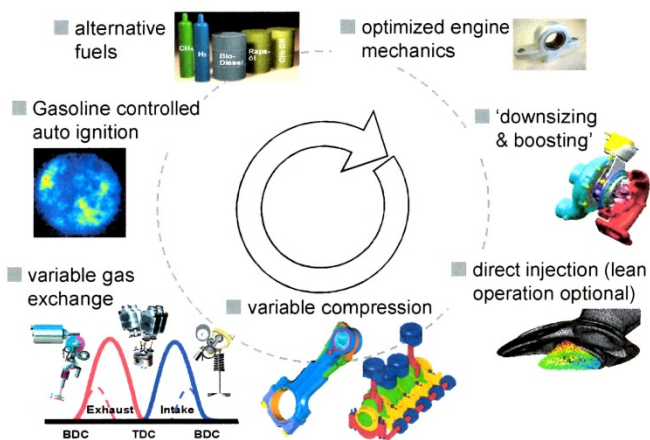 alternative
fuels
CH₄
H₂
Bio-
Diesel
Raps-
öl
optimized engine
mechanics
Gasoline controlled
auto ignition
'downsizing
& boosting'
variable gas
exchange
variable compression
direct injection (lean
operation optional)
Exhaust
Intake
BDC
TDC
BDC